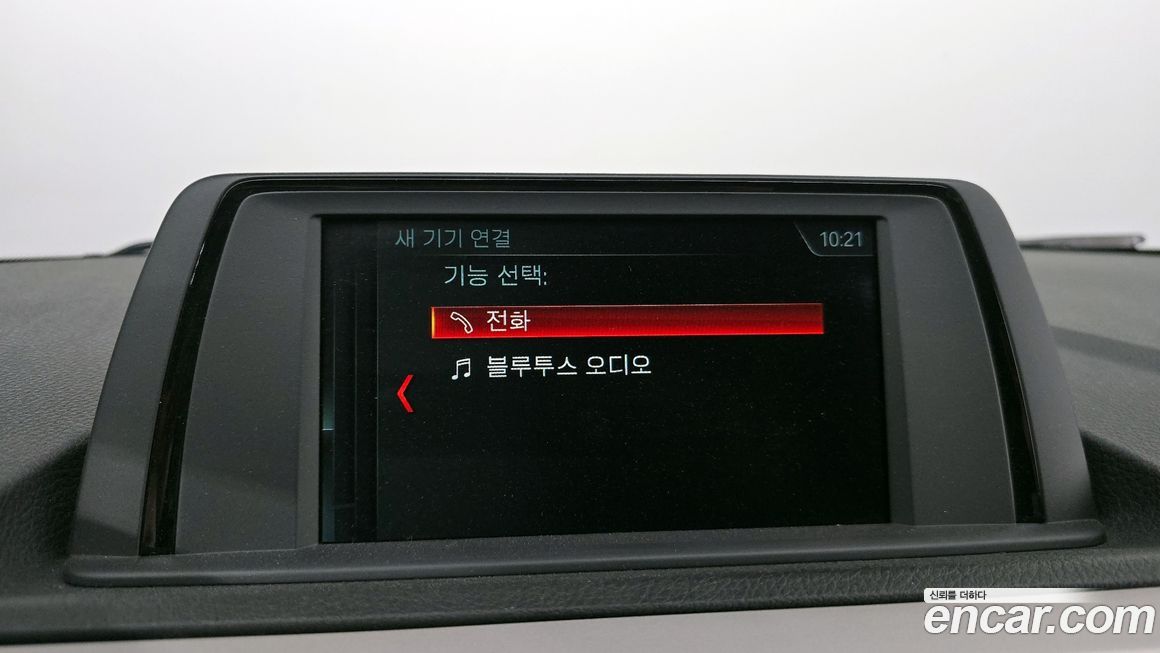 새 기기 연결
10:21
기능 선택:
전화
블루투스 오디오
신뢰를 더하다
encar.com